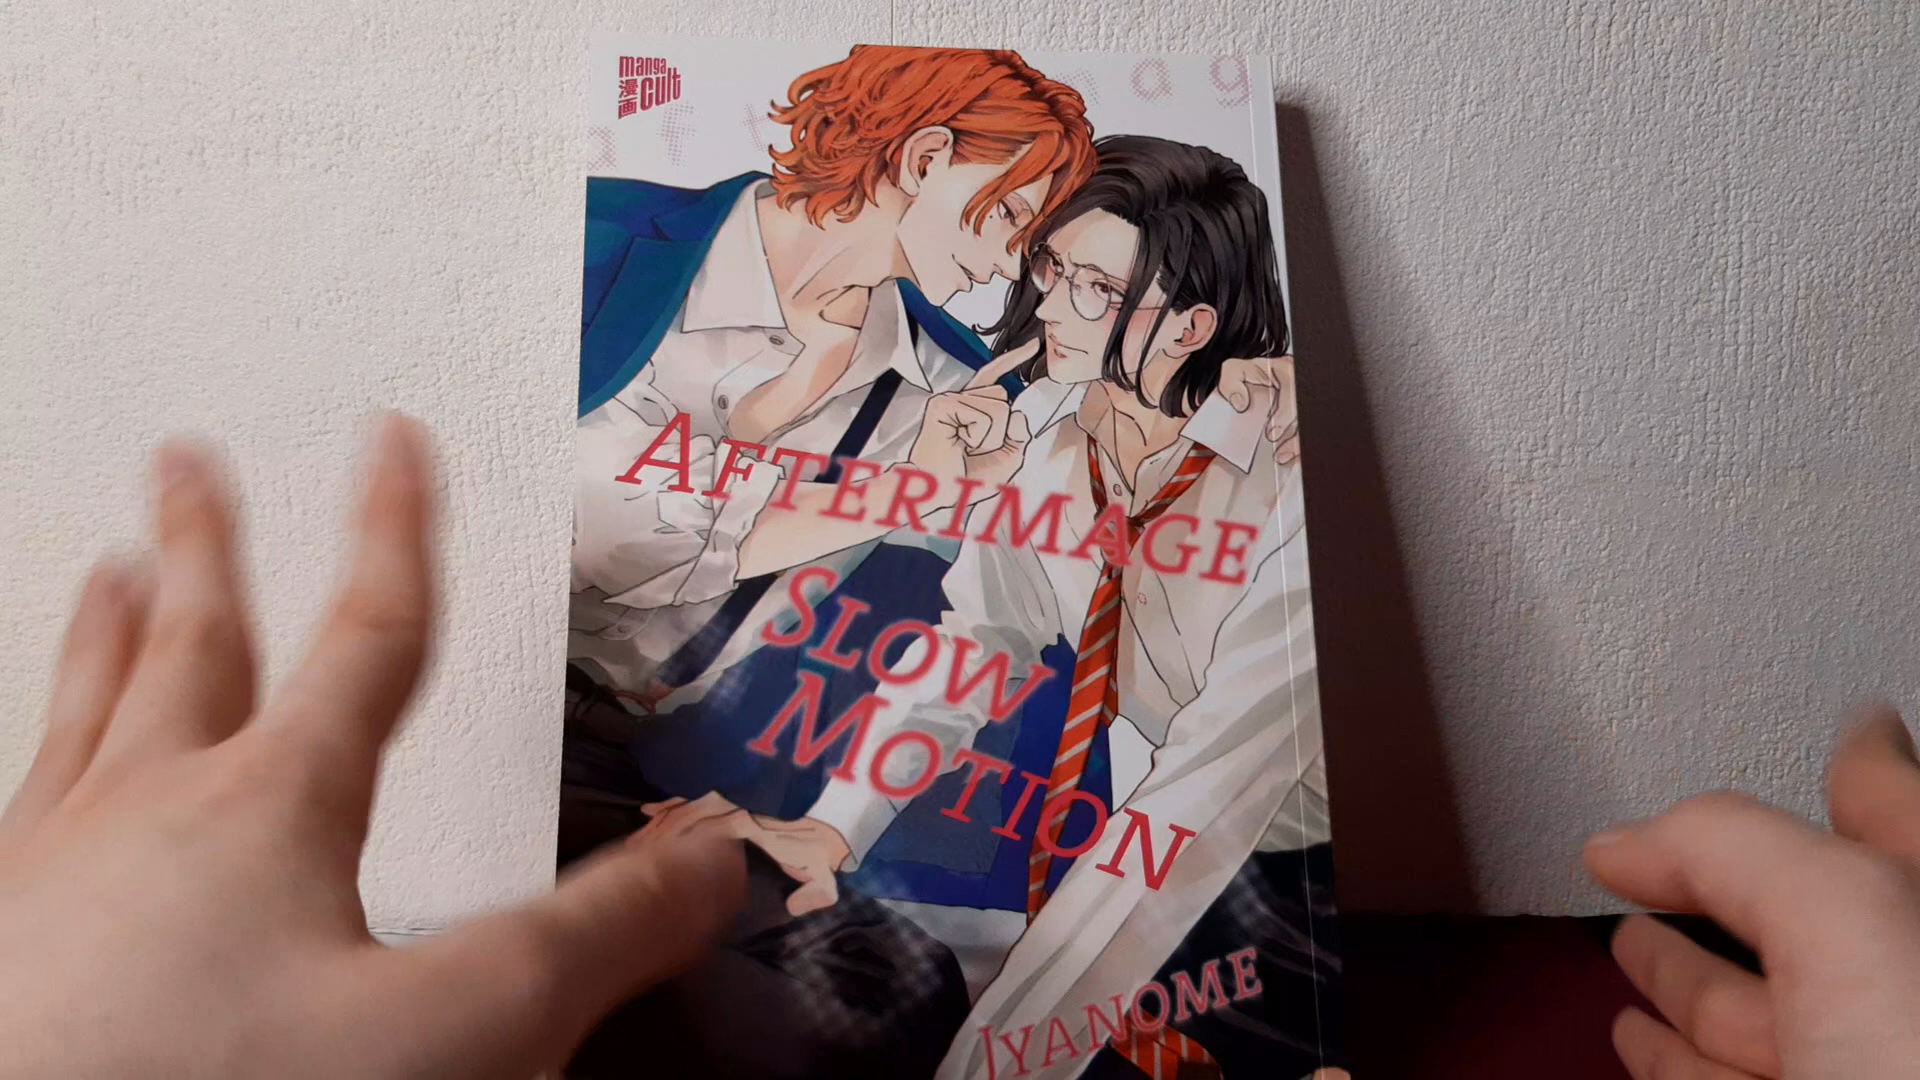 manga
漫画 cult
AFTERIMAGE
SLOW
MOTION
JYANOME